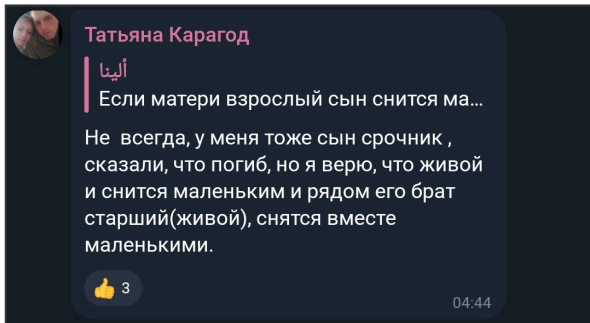 Татьяна Карагод
ألينا
Если матери взрослый сын снится ма...
Не всегда, у меня тоже сын срочник ,
сказали, что погиб, но я верю, что живой
и снится маленьким и рядом его брат
старший(живой), снятся вместе
маленькими.
👍 3
04:44